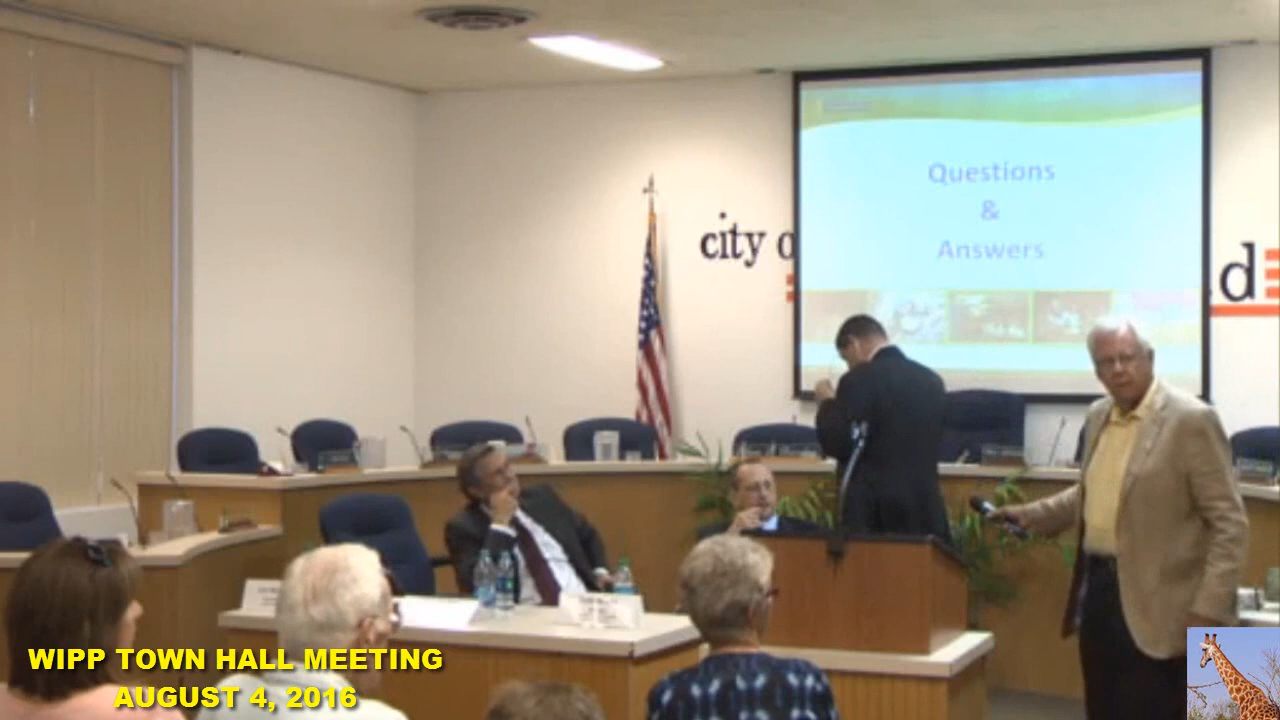 Questions
&
Answers
city o
d
WIPP TOWN HALL MEETING
AUGUST 4, 2016